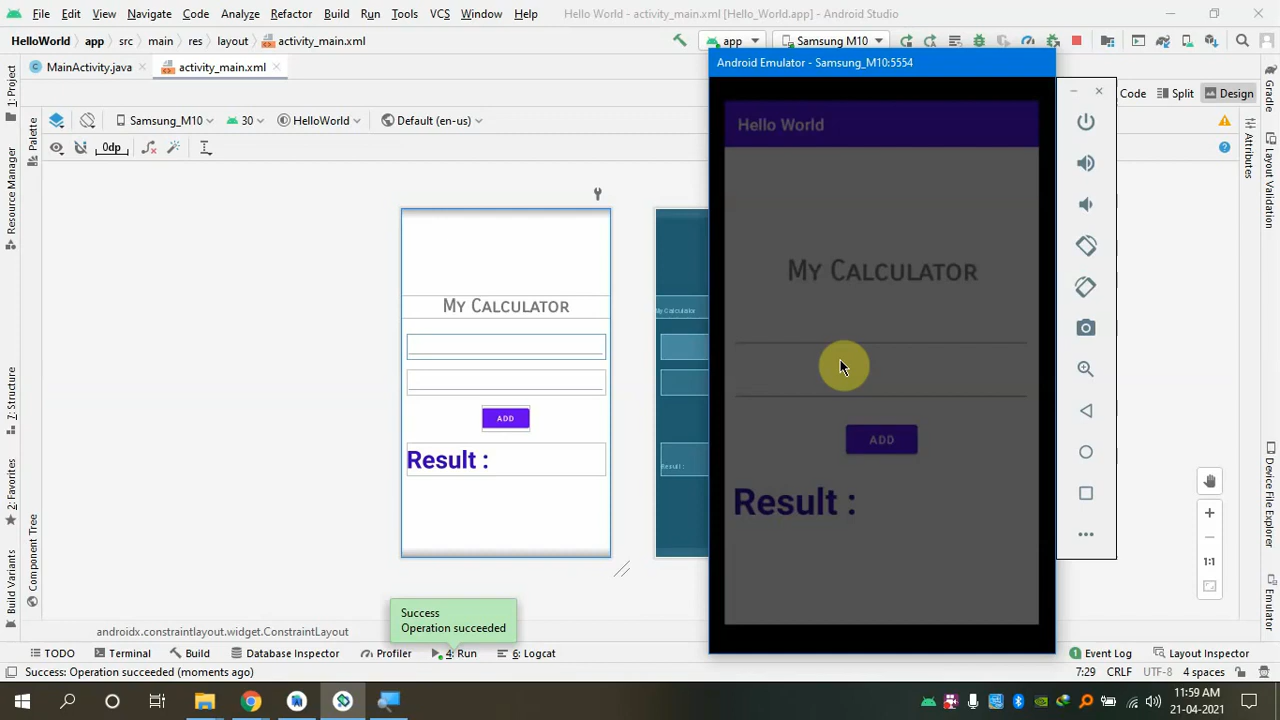 File Edit View Navigate Code Analyze Refactor Build Run Tools VCS Window Help Hello World - activity_main.xml [Hello_World.app] - Android Studio
HelloWorld app src main res layout activity_main.xml app Samsung M10
MainActivity.java activity_main.xml
Android Emulator - Samsung_M10:5554
Code Split Design
Samsung_M10 30 HelloWorld Default (en-us)
0dp
1: Project
Resource Manager
7: Structure
2: Favorites
Build Variants
Palette
Component Tree
My Calculator
ADD
Result :
My Calculator
Result :
Hello World
My Calculator
ADD
Result :
1:1
Attributes
Gradle
Layout Validation
Device File Explorer
Emulator
Success
Operation succeeded
androidx.constraintlayout.widget.ConstraintLayout
TODO Terminal Build Database Inspector Profiler 4: Run 6: Logcat Event Log Layout Inspector
Success: Operation succeeded (moments ago) 7:29 CRLF UTF-8 4 spaces
11:59 AM
21-04-2021